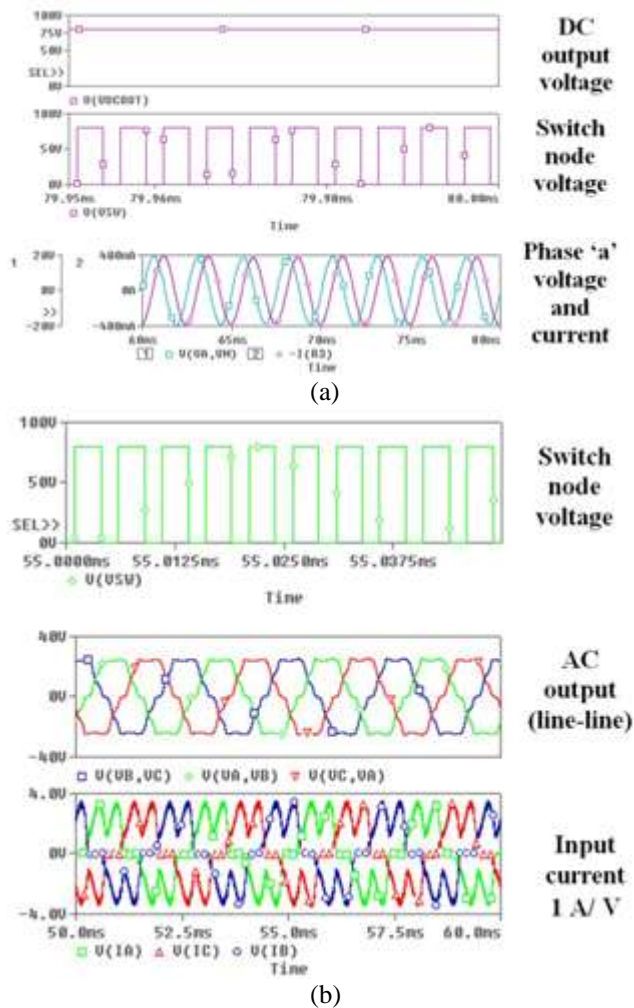 100V
75V
50V
SEL>>
0V
V(VDCOUT)
DC
output
voltage
100V
50V
0V
79.95ms 79.96ms 79.98ms 80.00ms
V(VSW)
Time
Switch
node
voltage
1 20V 2 400mA
0V 0A
>>
-20V -400mA
60ms 65ms 70ms 75ms 80ms
1 V(VA,VN) 2 -I(R3)
Time
Phase ‘a’
voltage
and
current
(a)
100V
50V
SEL>>
0V
55.0000ms 55.0125ms 55.0250ms 55.0375ms
V(VSW)
Time
Switch
node
voltage
40V
0V
-40V
V(VB,VC) V(VA,VB) V(VC,VA)
AC
output
(line-line)
4.0V
0V
-4.0V
50.0ms 52.5ms 55.0ms 57.5ms 60.0ms
V(IA) V(IC) V(IB)
Time
Input
current
1 A/ V
(b)